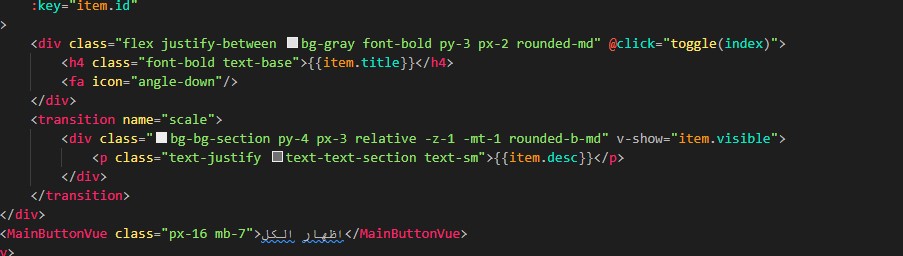 :key="item.id"
>
<div class="flex justify-between bg-gray font-bold py-3 px-2 rounded-md" @click="toggle(index)">
<h4 class="font-bold text-base">{{item.title}}</h4>
<fa icon="angle-down"/>
</div>
<transition name="scale">
<div class="bg-bg-section py-4 px-3 relative -z-1 -mt-1 rounded-b-md" v-show="item.visible">
<p class="text-justify text-text-section text-sm">{{item.desc}}</p>
</div>
</transition>
</div>
<MainButtonVue class="px-16 mb-7">اظهار الكل</MainButtonVue>
v>